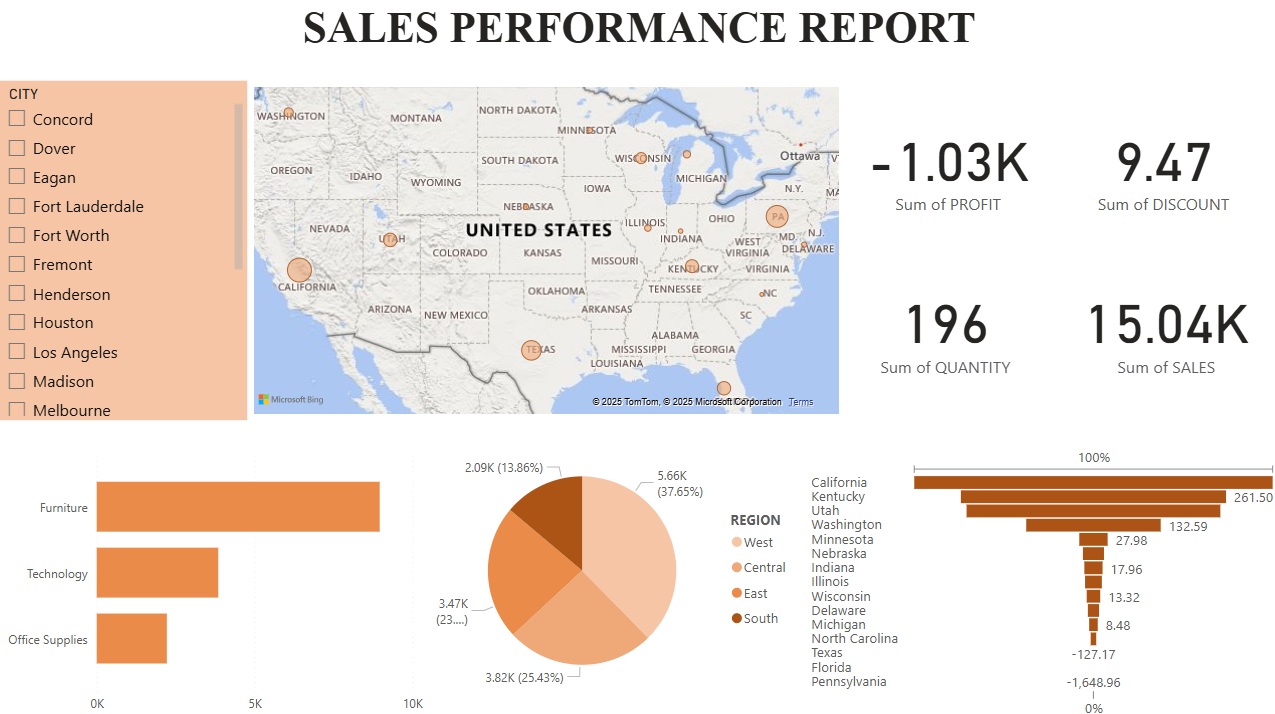 SALES PERFORMANCE REPORT
CITY
Concord
Dover
Eagan
Fort Lauderdale
Fort Worth
Fremont
Henderson
Houston
Los Angeles
Madison
Melbourne
WASHINGTON
MONTANA
NORTH DAKOTA
MINNESOTA
OREGON
IDAHO
WYOMING
SOUTH DAKOTA
WISCONSIN
MICHIGAN
Ottawa
N.Y.
MA
NEVADA
UTAH
COLORADO
NEBRASKA
IOWA
UNITED STATES
KANSAS
MISSOURI
ILLINOIS
INDIANA
OHIO
PA
MD
N.J.
DELAWARE
WEST
VIRGINIA
VIRGINIA
KENTUCKY
CALIFORNIA
ARIZONA
NEW MEXICO
OKLAHOMA
ARKANSAS
TENNESSEE
NC
SC
TEXAS
LOUISIANA
MISSISSIPPI
ALABAMA
GEORGIA
Microsoft Bing
© 2025 TomTom, © 2025 Microsoft Corporation Terms
-1.03K
Sum of PROFIT
9.47
Sum of DISCOUNT
196
Sum of QUANTITY
15.04K
Sum of SALES
Furniture
Technology
Office Supplies
0K 5K 10K
2.09K (13.86%)
5.66K
(37.65%)
3.47K
(23....)
3.82K (25.43%)
REGION
West
Central
East
South
100%
California
Kentucky 261.50
Utah
Washington 132.59
Minnesota 27.98
Nebraska
Indiana 17.96
Illinois
Wisconsin 13.32
Delaware
Michigan 8.48
North Carolina
Texas -127.17
Florida
Pennsylvania -1,648.96
0%